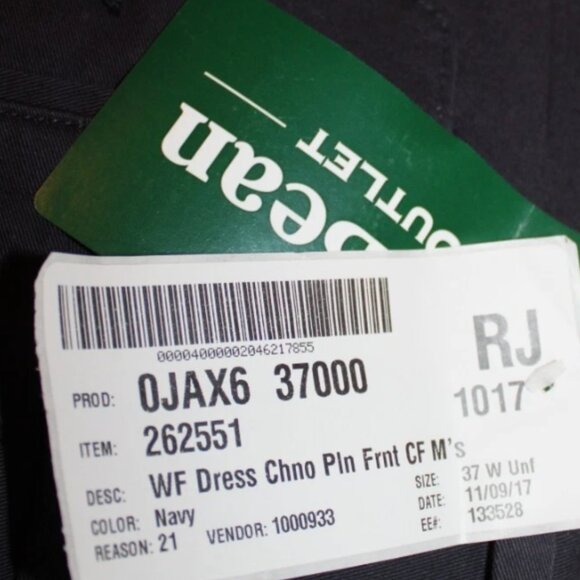 Bean
OUTLET
00004000002046217855
RJ
1017
PROD: 0JAX6 37000
ITEM: 262551
DESC: WF Dress Chno Pln Frnt CF M's
COLOR: Navy
SIZE: 37 W Unf
REASON: 21
VENDOR: 1000933
DATE: 11/09/17
EE#: 133528